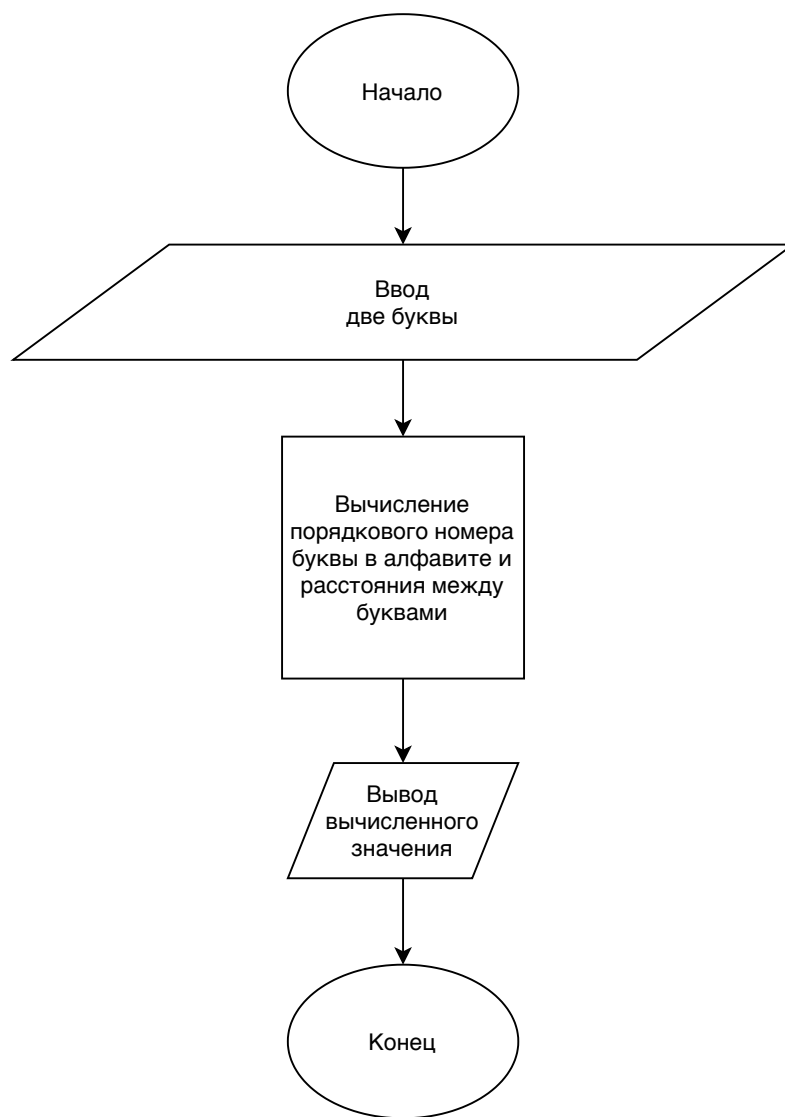 Начало
Ввод
две буквы
Вычисление
порядкового номера
буквы в алфавите и
расстояния между
буквами
Вывод
вычисленного
значения
Конец